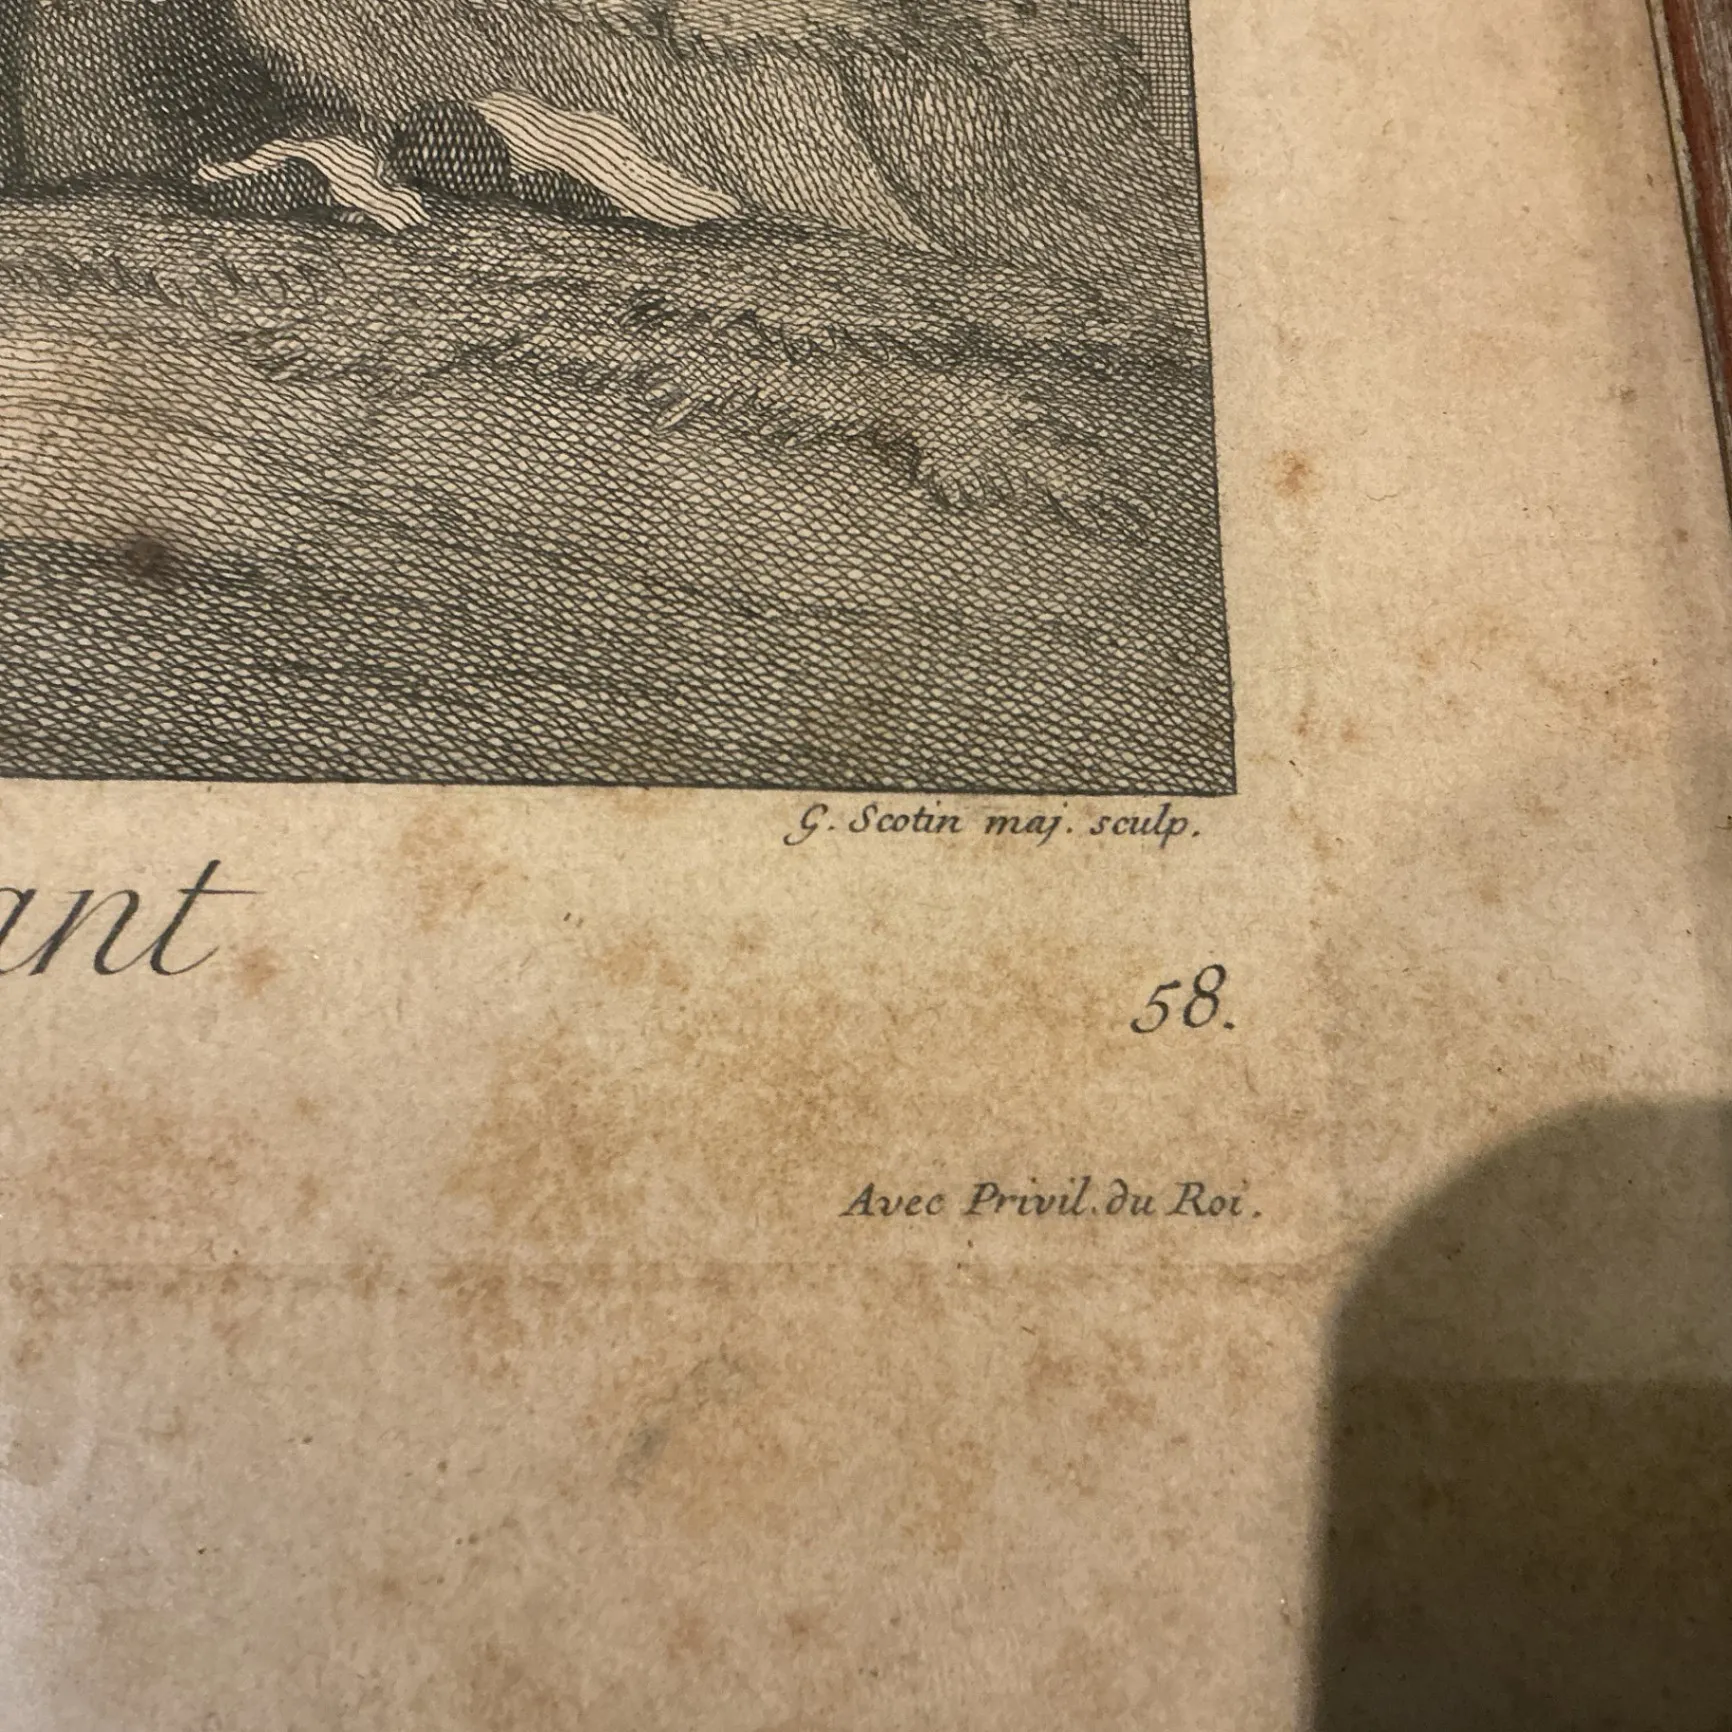 G. Scotin maj. sculp.
ant
58.
Avec Privil. du Roi.